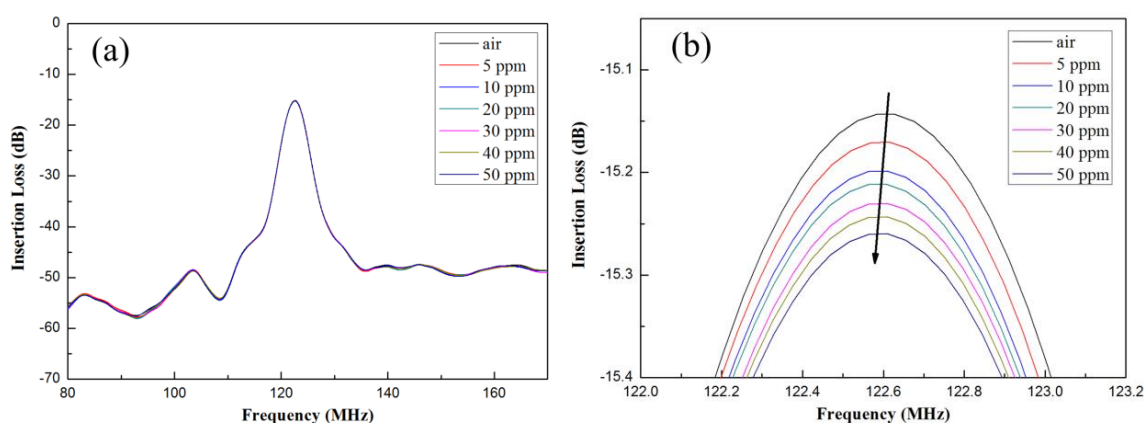 (a)
Insertion Loss (dB)
0
-10
-20
-30
-40
-50
-60
-70
80
100
120
140
160
Frequency (MHz)
air
5 ppm
10 ppm
20 ppm
30 ppm
40 ppm
50 ppm
(b)
Insertion Loss (dB)
-15.1
-15.2
-15.3
-15.4
122.0
122.2
122.4
122.6
122.8
123.0
123.2
Frequency (MHz)
air
5 ppm
10 ppm
20 ppm
30 ppm
40 ppm
50 ppm